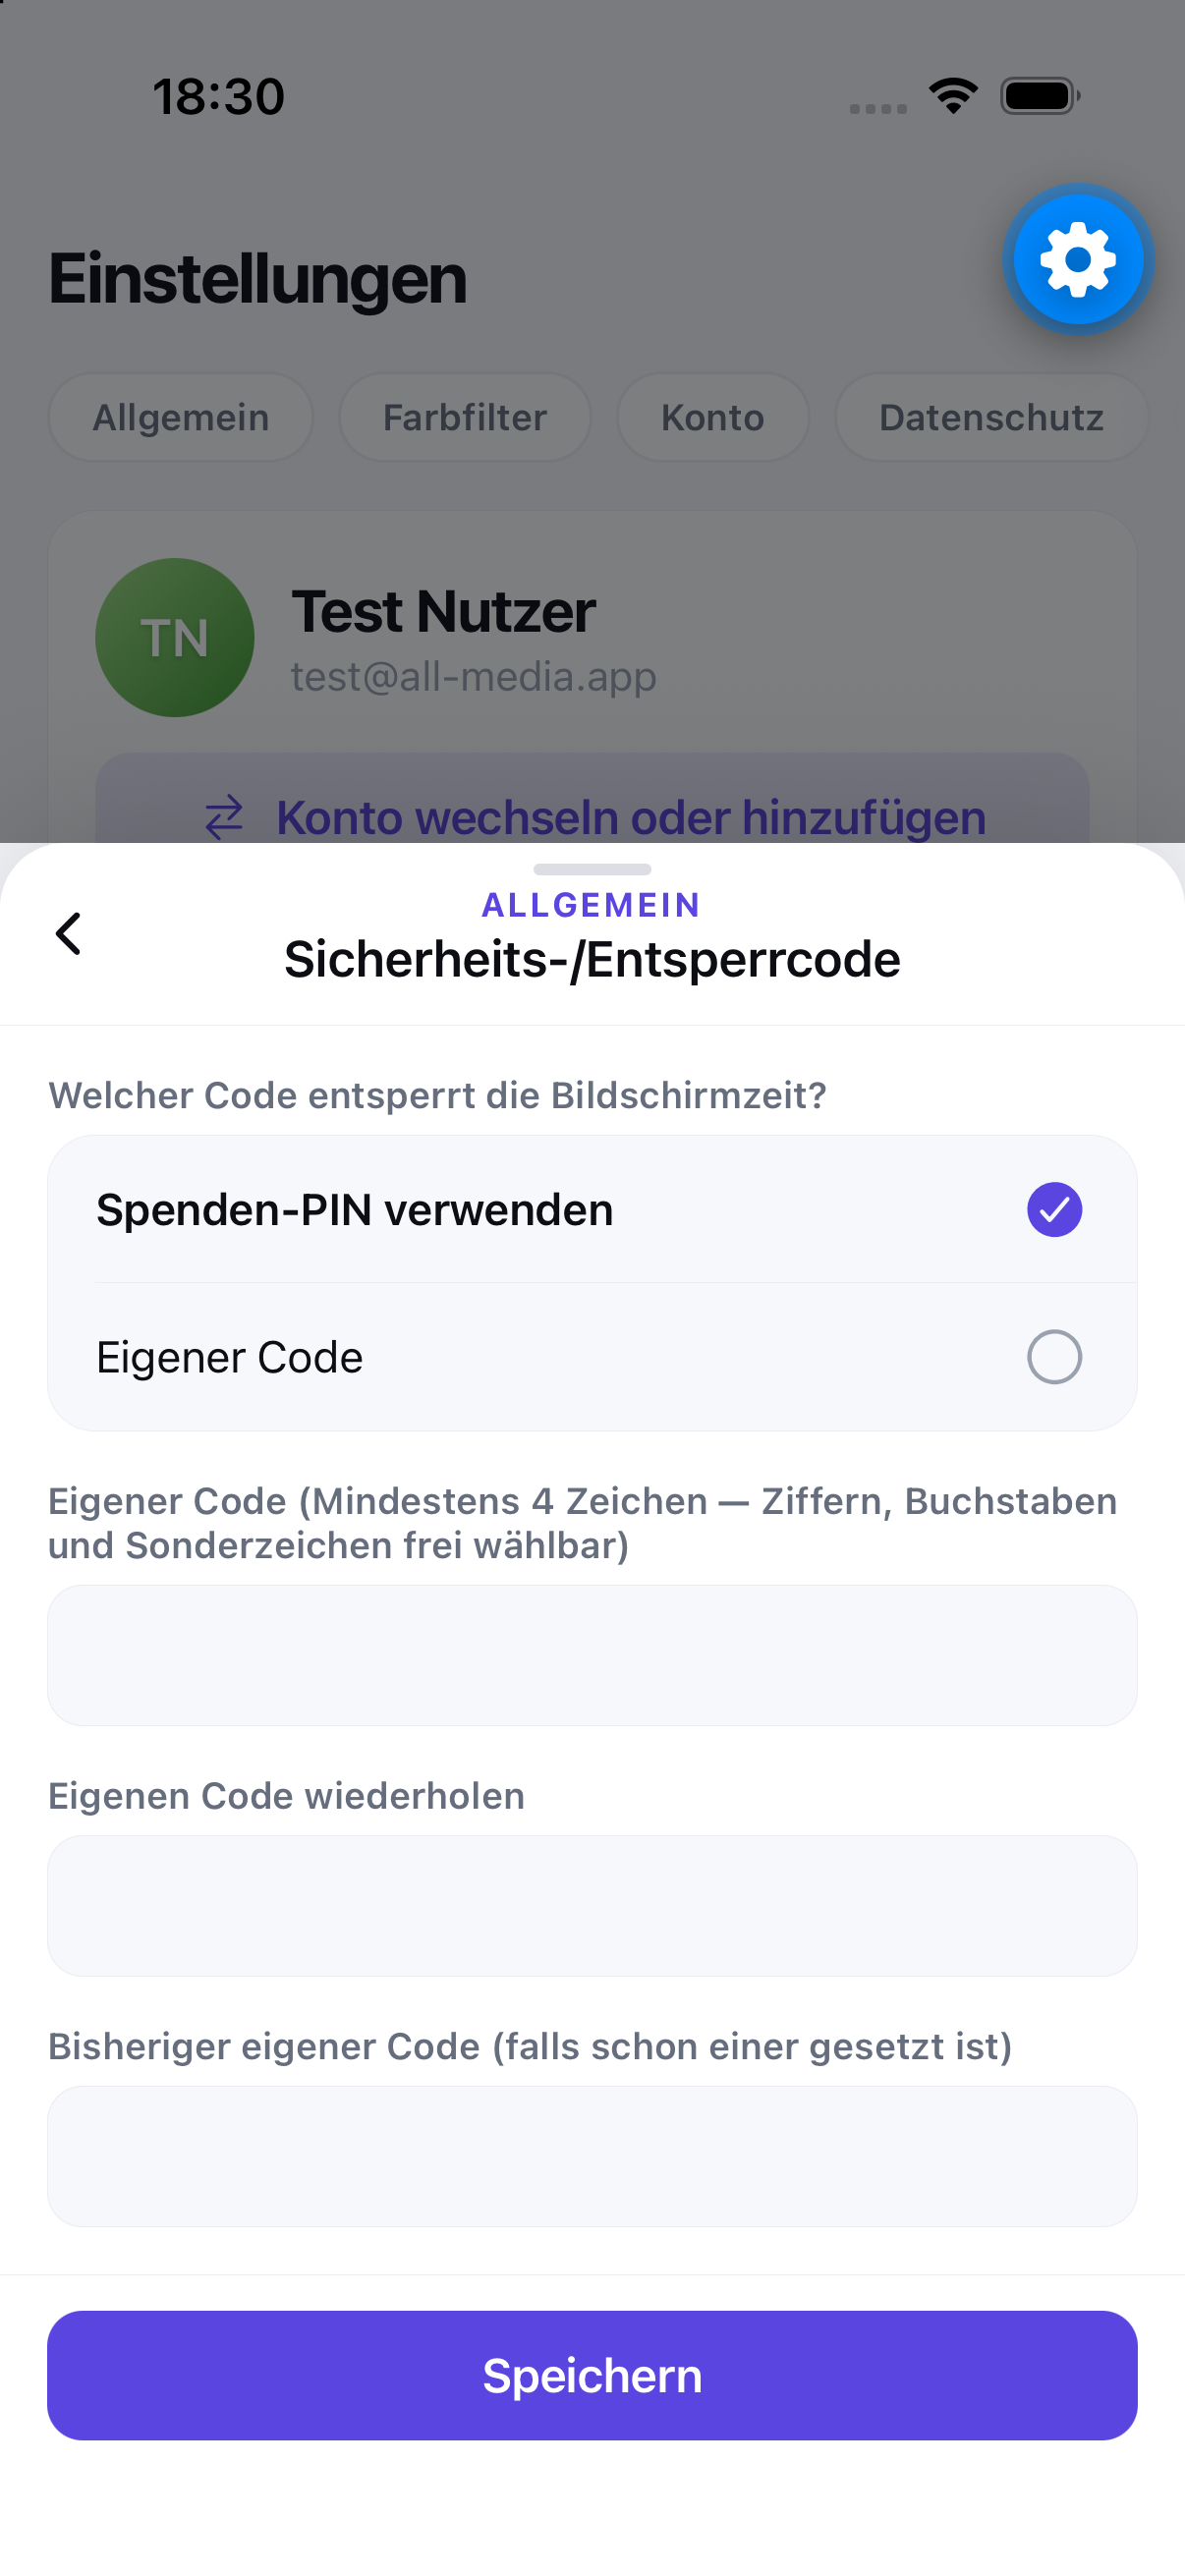 18:30
Einstellungen
Allgemein Farbfilter Konto Datenschutz
TN
Test Nutzer
test@all-media.app
Konto wechseln oder hinzufügen
ALLGEMEIN
Sicherheits-/Entsperrcode
Welcher Code entsperrt die Bildschirmzeit?
Spenden-PIN verwenden
Eigener Code
Eigener Code (Mindestens 4 Zeichen — Ziffern, Buchstaben
und Sonderzeichen frei wählbar)
Eigenen Code wiederholen
Bisheriger eigener Code (falls schon einer gesetzt ist)
Speichern